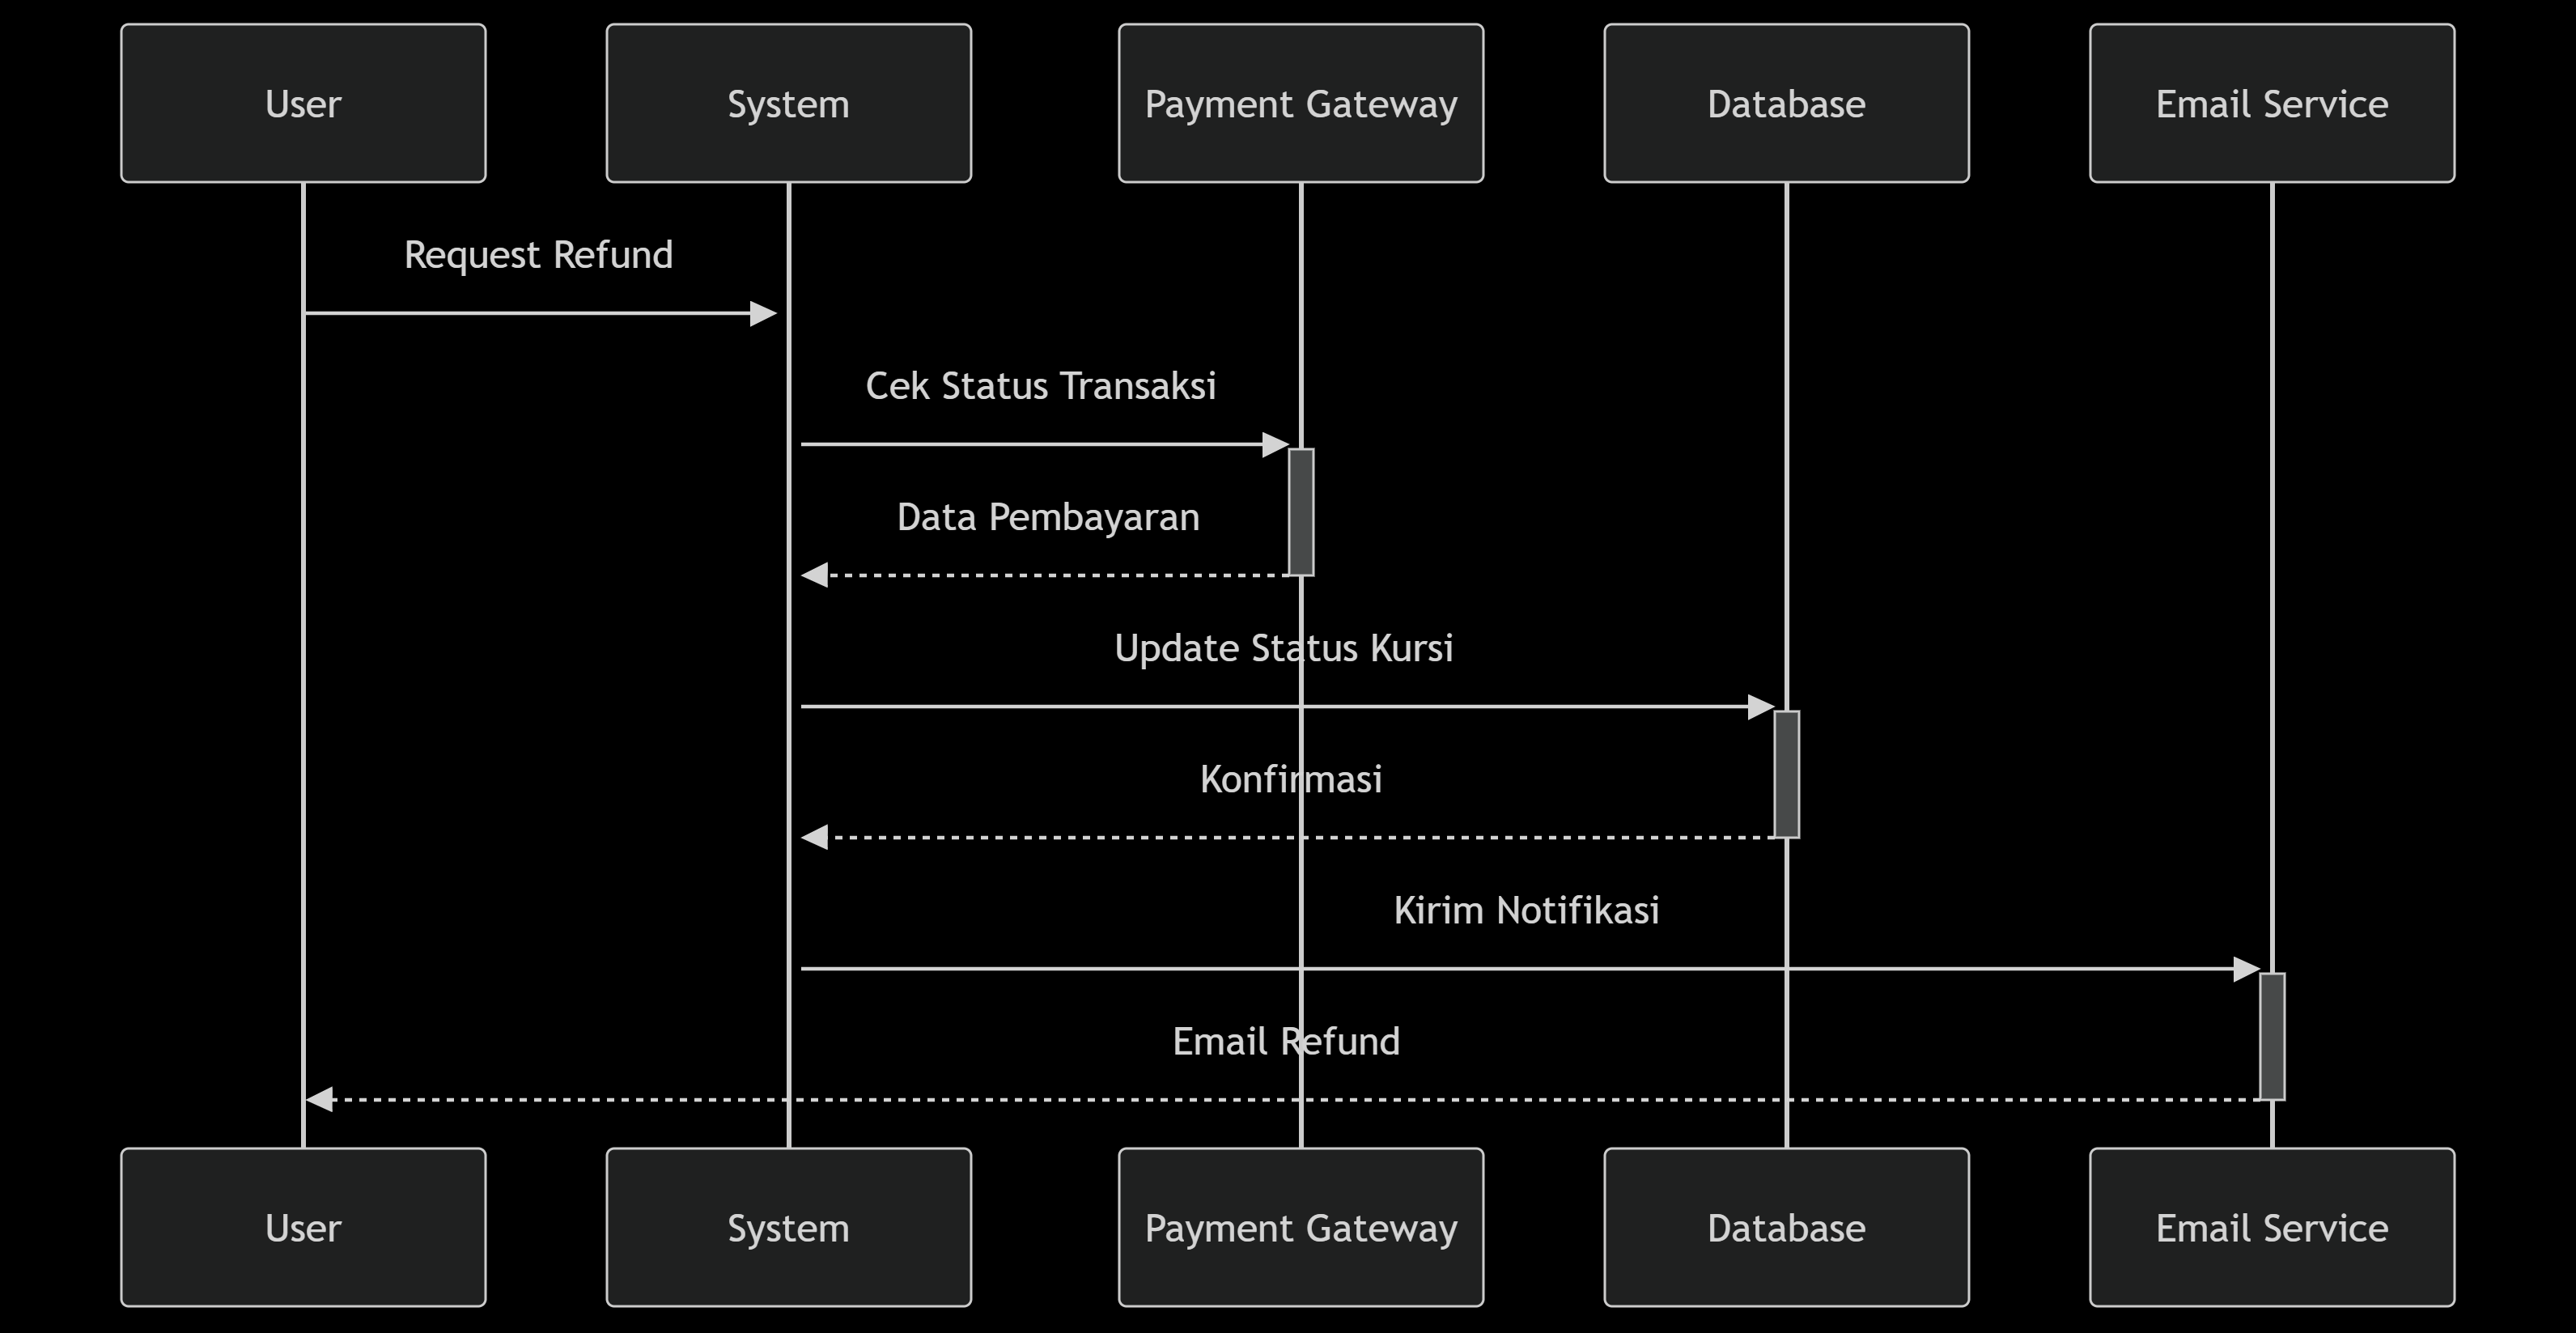 User
System
Payment Gateway
Database
Email Service
Request Refund
Cek Status Transaksi
Data Pembayaran
Update Status Kursi
Konfirmasi
Kirim Notifikasi
Email Refund
User
System
Payment Gateway
Database
Email Service